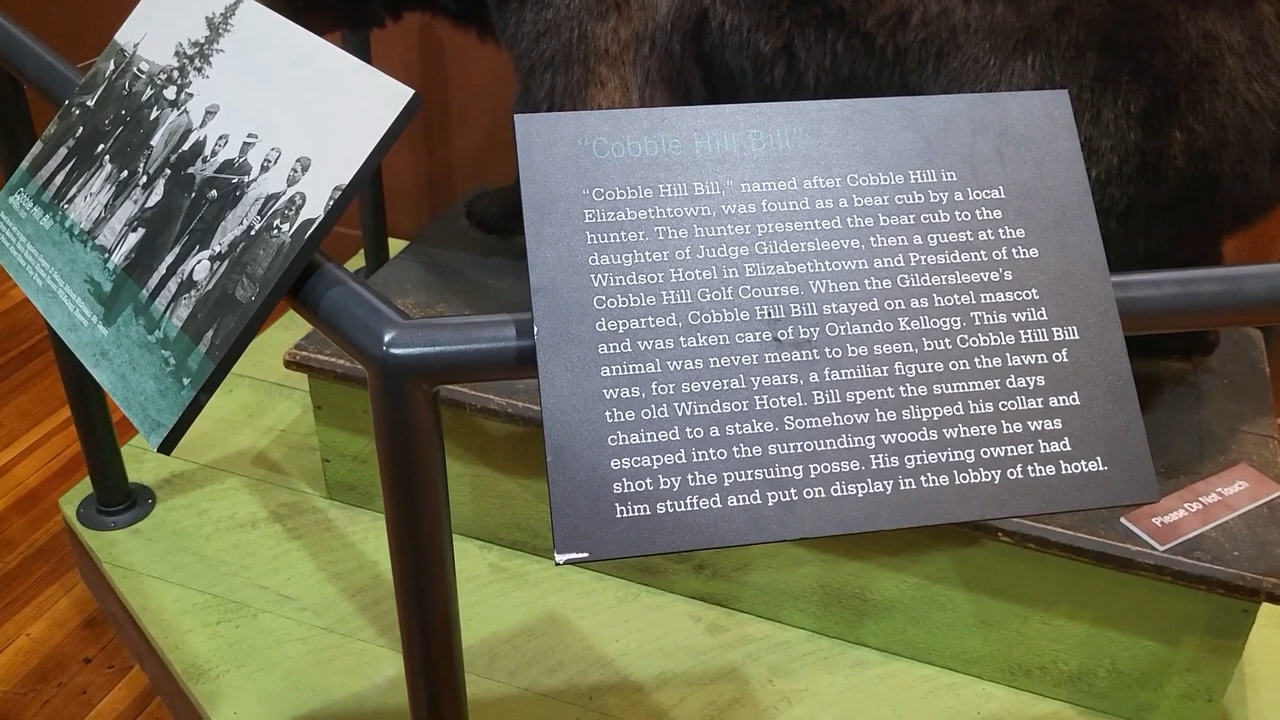 Cobble Hill Bill
"Cobble Hill Bill"
"Cobble Hill Bill," named after Cobble Hill in
Elizabethtown, was found as a bear cub by a local
hunter. The hunter presented the bear cub to the
daughter of Judge Gildersleeve, then a guest at the
Windsor Hotel in Elizabethtown and President of the
Cobble Hill Golf Course. When the Gildersleeve's
departed, Cobble Hill Bill stayed on as hotel mascot
and was taken care of by Orlando Kellogg. This wild
animal was never meant to be seen, but Cobble Hill Bill
was, for several years, a familiar figure on the lawn of
the old Windsor Hotel. Bill spent the summer days
chained to a stake. Somehow he slipped his collar and
escaped into the surrounding woods where he was
shot by the pursuing posse. His grieving owner had
him stuffed and put on display in the lobby of the hotel.
Please Do Not Touch